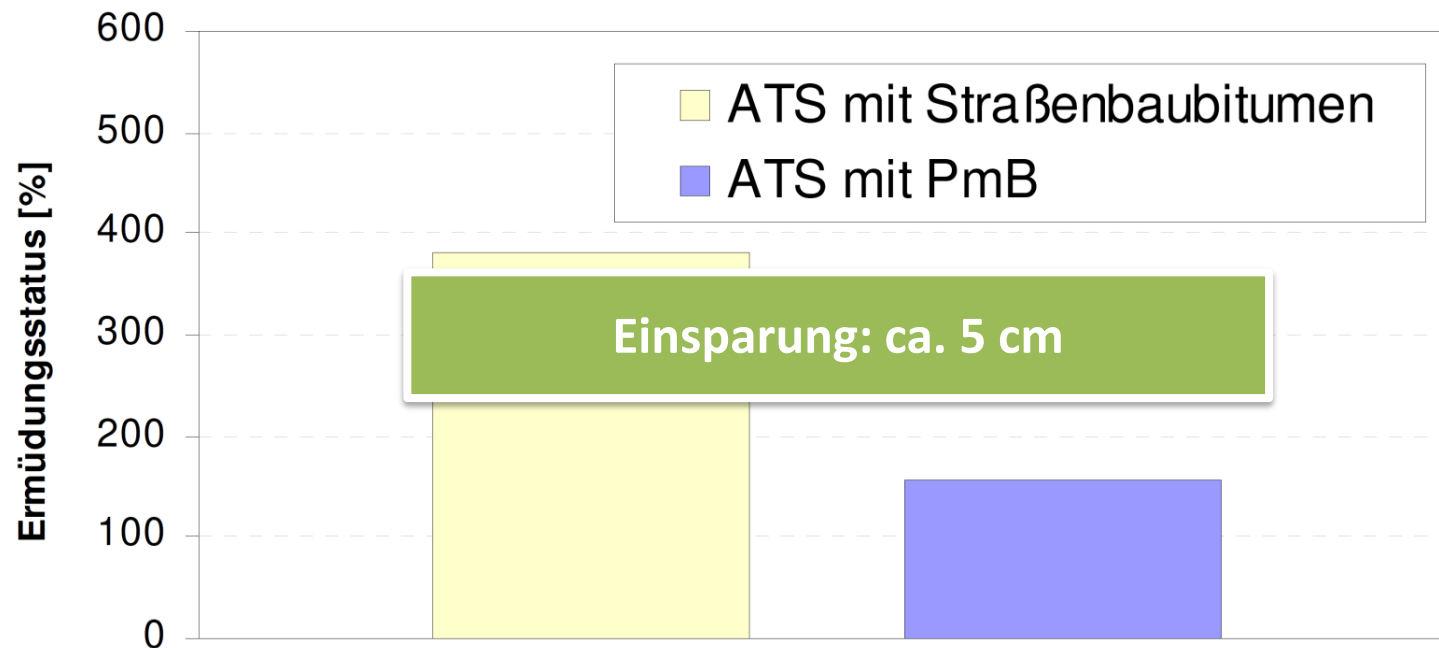 600
500
400
300
200
100
0
Ermüdungsstatus [%]
ATS mit Straßenbaubitumen
ATS mit PmB
Einsparung: ca. 5 cm